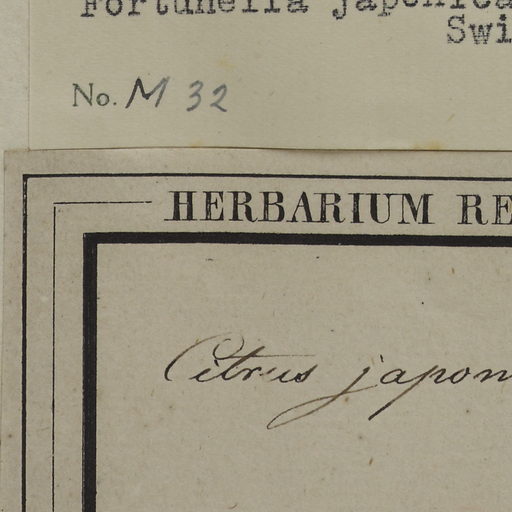 Fortunella japonica
Swi
No. M 32
HERBARIUM RE
Citrus japon